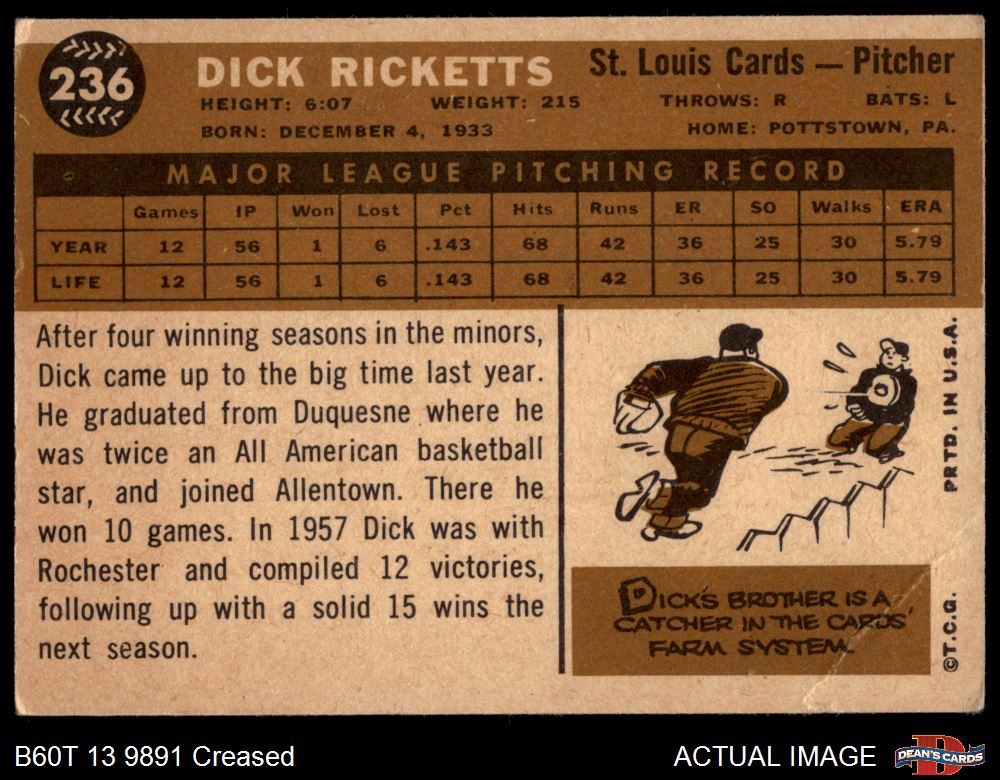 236
DICK RICKETTS
St. Louis Cards — Pitcher
HEIGHT: 6:07 WEIGHT: 215 THROWS: R BATS: L
BORN: DECEMBER 4, 1933 HOME: POTTSTOWN, PA.
MAJOR LEAGUE PITCHING RECORD
Games IP Won Lost Pct Hits Runs ER SO Walks ERA
YEAR 12 56 1 6 .143 68 42 36 25 30 5.79
LIFE 12 56 1 6 .143 68 42 36 25 30 5.79
After four winning seasons in the minors,
Dick came up to the big time last year.
He graduated from Duquesne where he
was twice an All American basketball
star, and joined Allentown. There he
won 10 games. In 1957 Dick was with
Rochester and compiled 12 victories,
following up with a solid 15 wins the
next season.
DICK'S BROTHER IS A
CATCHER IN THE CARDS'
FARM SYSTEM.
PRTD. IN U.S.A.
©T.C.G.
B60T 13 9891 Creased
ACTUAL IMAGE
D
DEAN'S CARDS